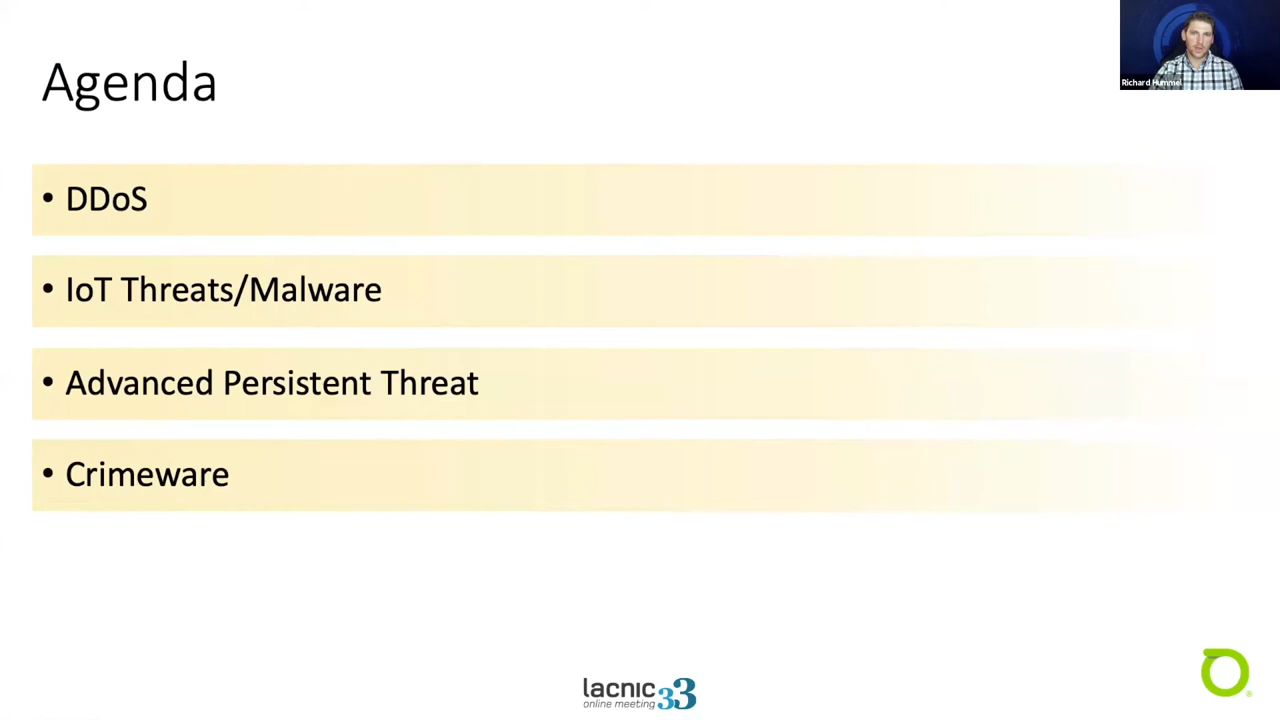 Agenda
Richard Hummel
• DDoS
• IoT Threats/Malware
• Advanced Persistent Threat
• Crimeware
lacnic 33
online meeting